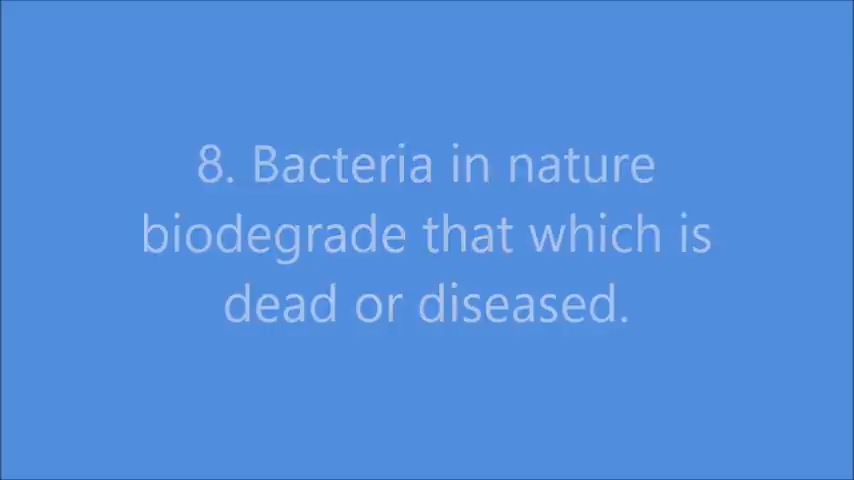 8. Bacteria in nature
biodegrade that which is
dead or diseased.